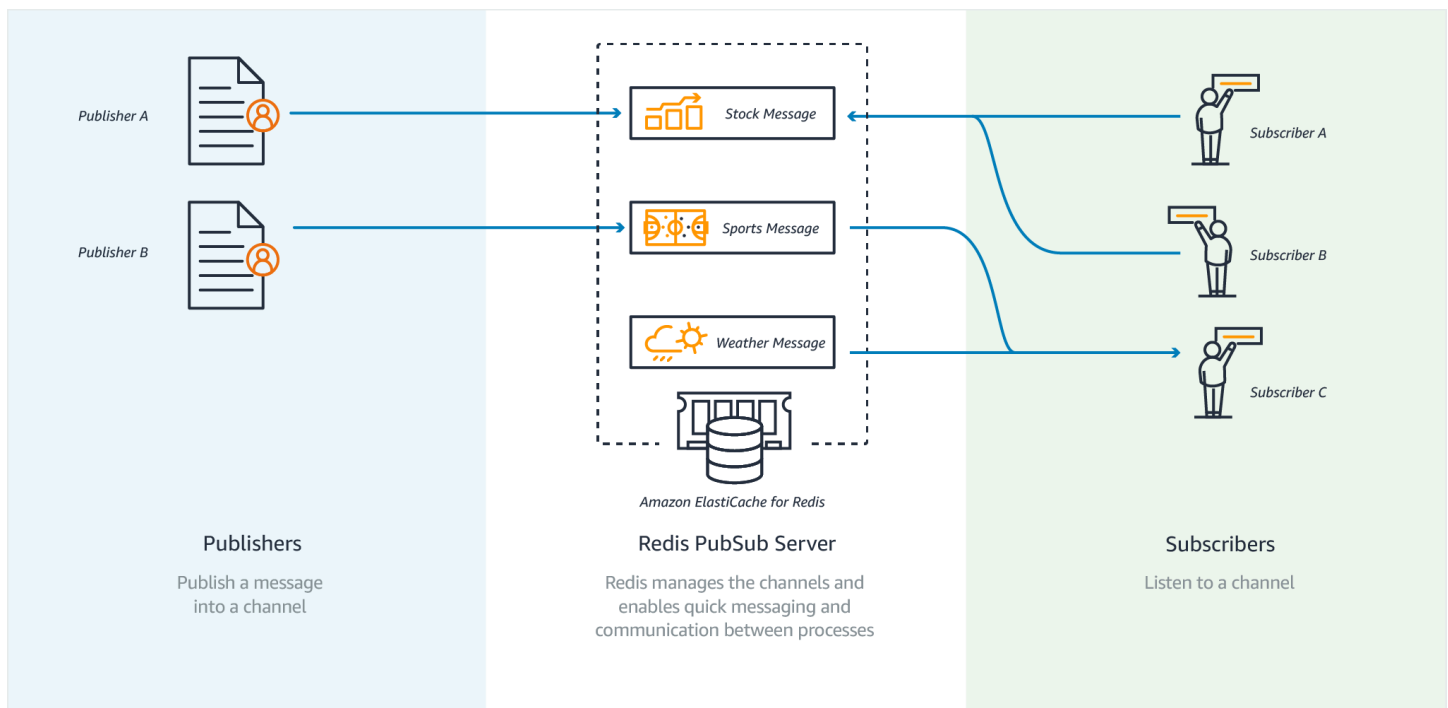 Publisher A
Stock Message
Subscriber A
Publisher B
Sports Message
Subscriber B
Weather Message
Subscriber C
Amazon ElastiCache for Redis
Publishers
Publish a message
into a channel
Redis PubSub Server
Redis manages the channels and
enables quick messaging and
communication between processes
Subscribers
Listen to a channel